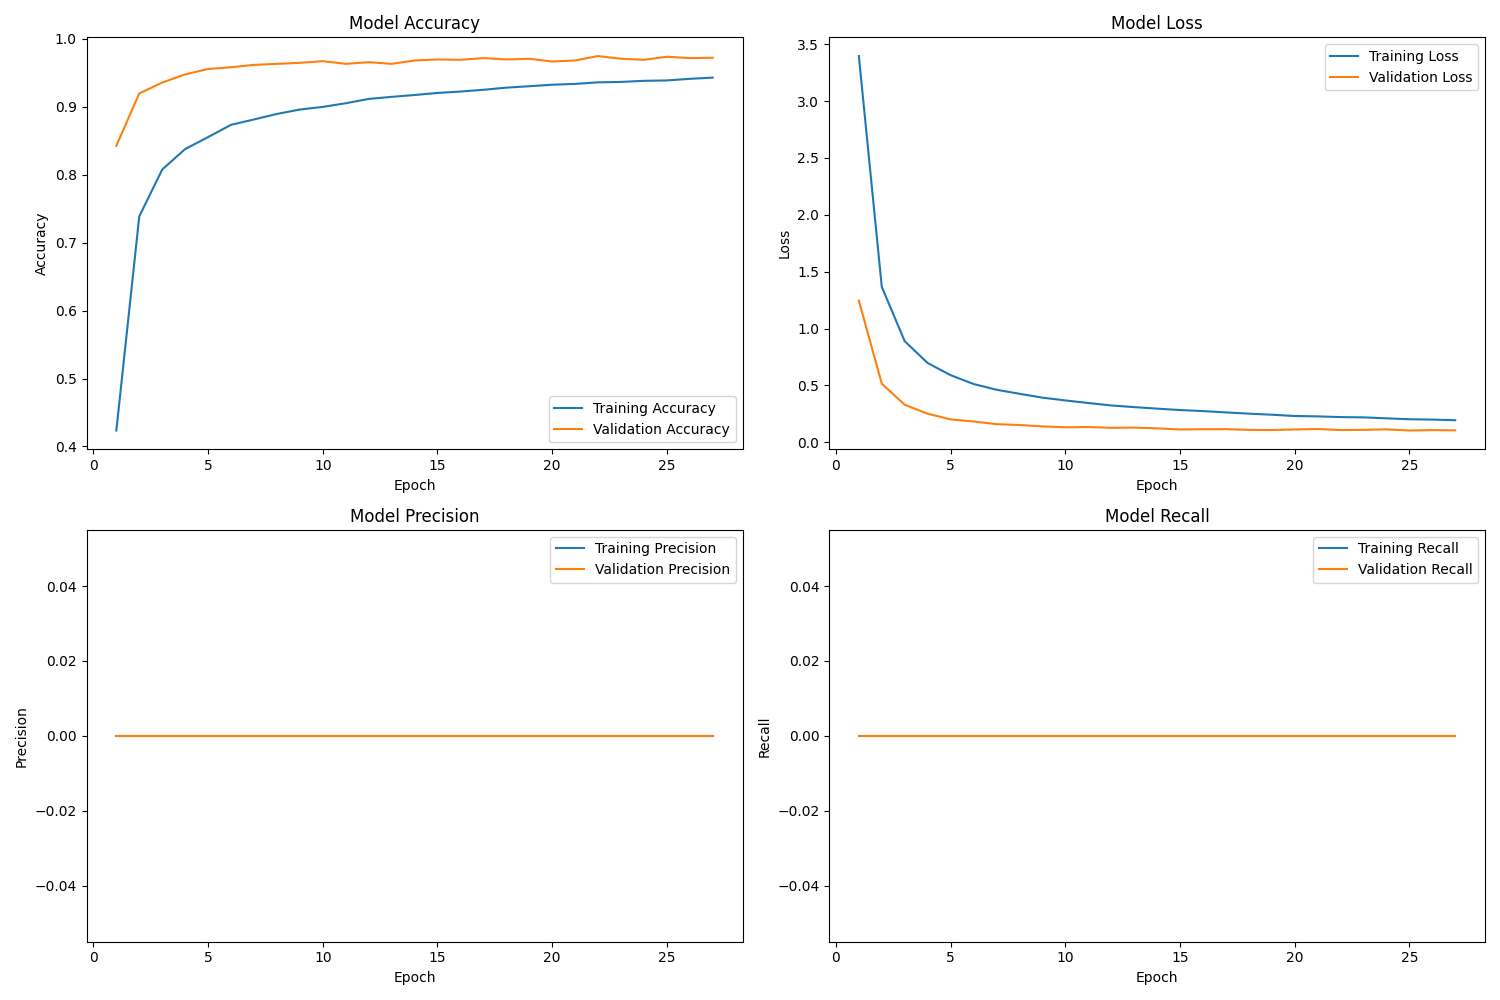 Model Accuracy
1.0
0.9
0.8
0.7
0.6
0.5
0.4
Accuracy
Training Accuracy
Validation Accuracy
0 5 10 15 20 25
Epoch
Model Loss
3.5
3.0
2.5
2.0
1.5
1.0
0.5
0.0
Loss
Training Loss
Validation Loss
0 5 10 15 20 25
Epoch
Model Precision
0.04
0.02
0.00
−0.02
−0.04
Precision
Training Precision
Validation Precision
0 5 10 15 20 25
Epoch
Model Recall
0.04
0.02
0.00
−0.02
−0.04
Recall
Training Recall
Validation Recall
0 5 10 15 20 25
Epoch